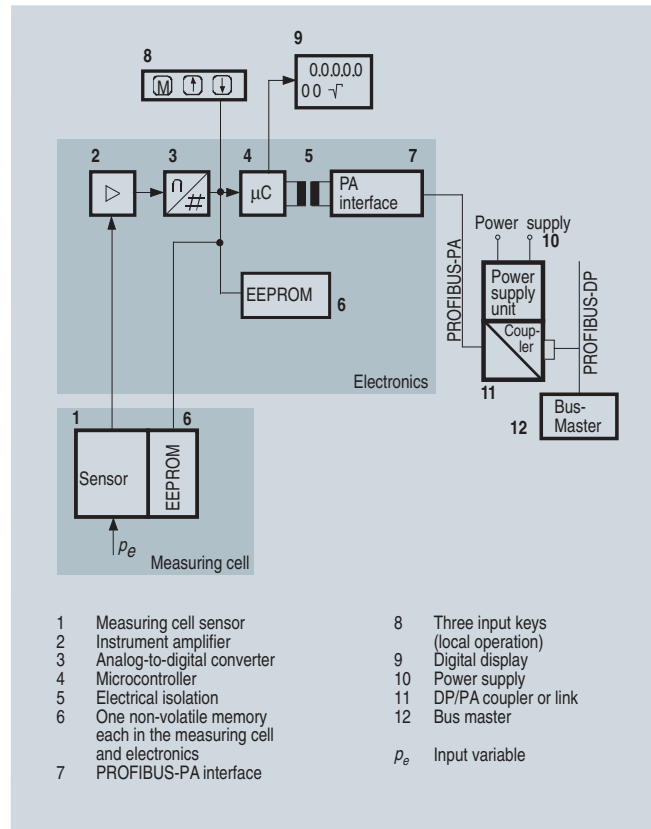 9
8
0.0.0.0.0
M ↑ ↓
0 0 √
2 3 4 5 7
∩
#
µC
PA
interface
Power supply
10
EEPROM
6
PROFIBUS-PA
Power
supply
unit
PROFIBUS-DP
Coup-
ler
Electronics
11
1 6
Bus-
Master
12
Sensor
EEPROM
pe
Measuring cell
1 Measuring cell sensor
2 Instrument amplifier
3 Analog-to-digital converter
4 Microcontroller
5 Electrical isolation
6 One non-volatile memory
each in the measuring cell
and electronics
7 PROFIBUS-PA interface
8 Three input keys
(local operation)
9 Digital display
10 Power supply
11 DP/PA coupler or link
12 Bus master
pe Input variable